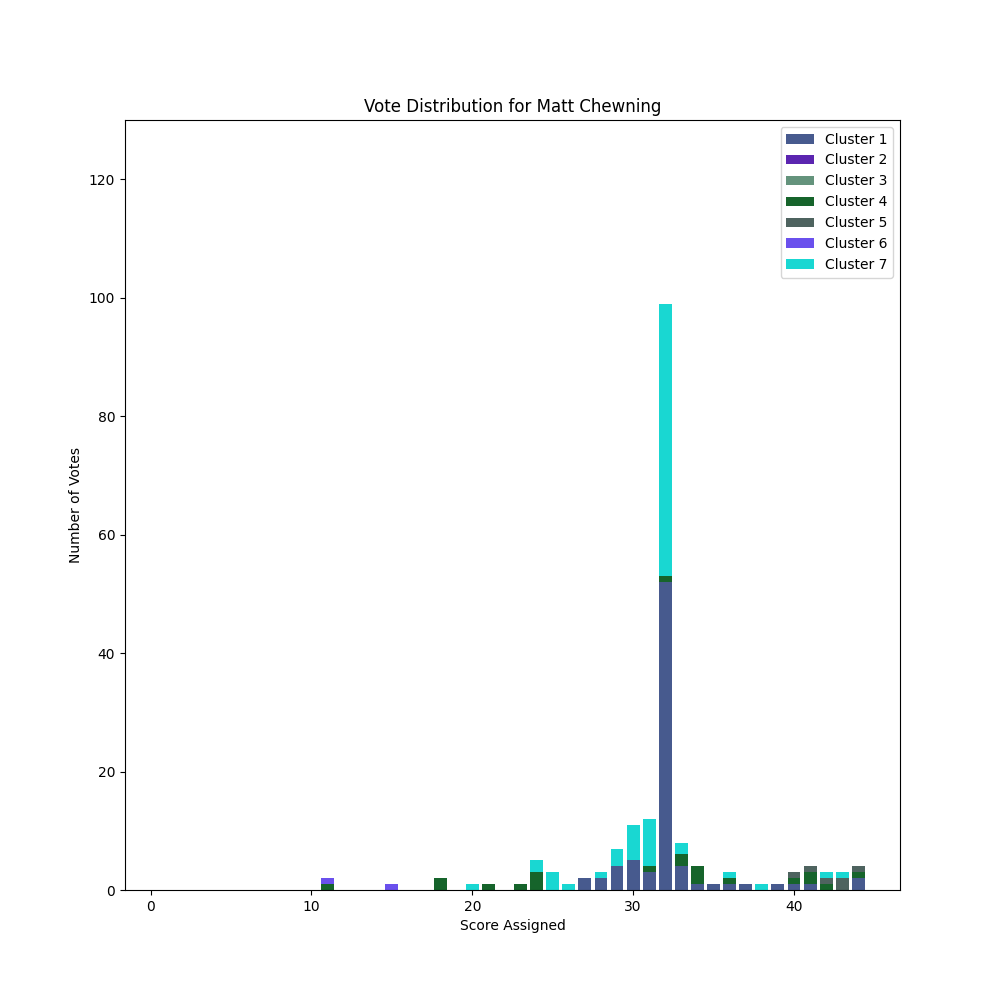 Vote Distribution for Matt Chewning
Cluster 1
Cluster 2
Cluster 3
Cluster 4
Cluster 5
Cluster 6
Cluster 7
120
100
80
60
40
20
0
Number of Votes
0 10 20 30 40
Score Assigned